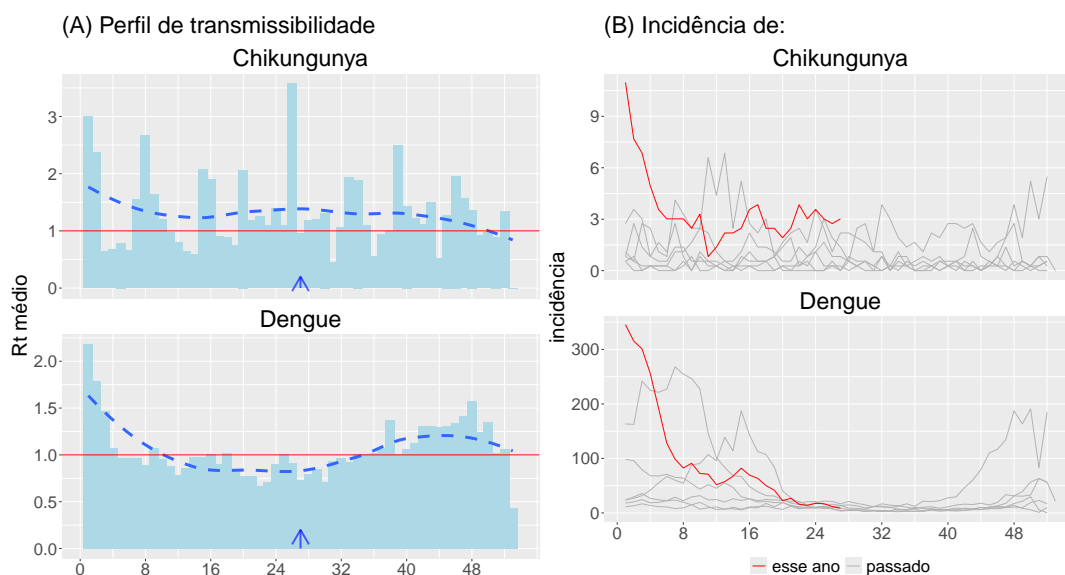 (A) Perfil de transmissibilidade
Chikungunya
3
2
1
0
Dengue
2.0
1.5
1.0
0.5
0.0
0 8 16 24 32 40 48
Rt médio
(B) Incidência de:
Chikungunya
9
6
3
0
Dengue
300
200
100
50
0
0 8 16 24 32 40 48
incidência
esse ano passado